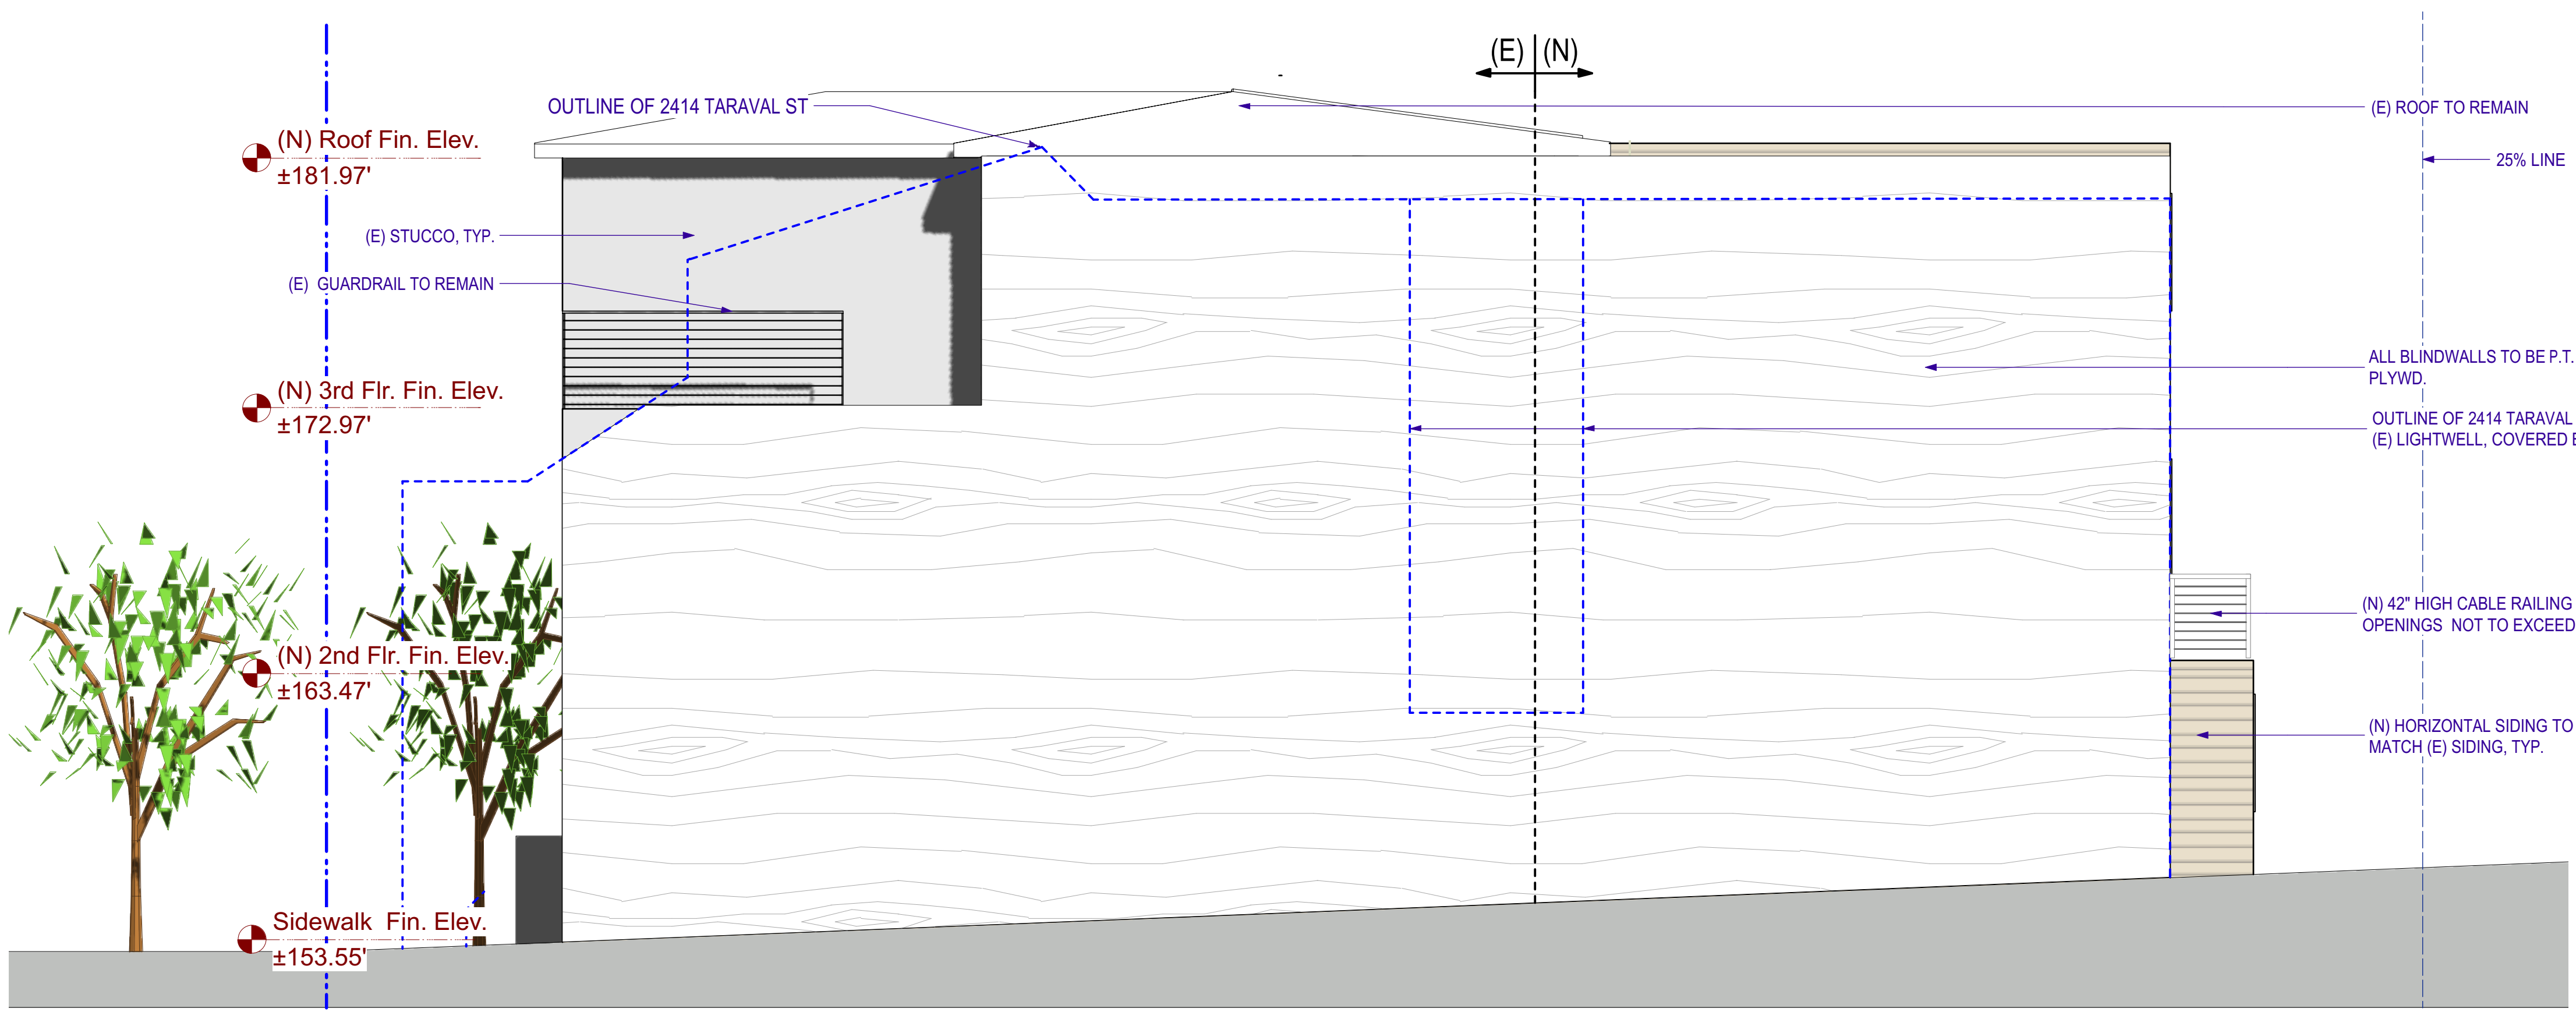 (E) (N)
OUTLINE OF 2414 TARAVAL ST
(E) ROOF TO REMAIN
(N) Roof Fin. Elev.
±181.97'
25% LINE
(E) STUCCO, TYP.
(E) GUARDRAIL TO REMAIN
ALL BLINDWALLS TO BE P.T.
PLYWD.
(N) 3rd Flr. Fin. Elev.
±172.97'
OUTLINE OF 2414 TARAVAL
(E) LIGHTWELL, COVERED
(N) 42" HIGH CABLE RAILING
OPENINGS NOT TO EXCEED
(N) 2nd Flr. Fin. Elev.
±163.47'
(N) HORIZONTAL SIDING TO
MATCH (E) SIDING, TYP.
Sidewalk Fin. Elev.
±153.55'